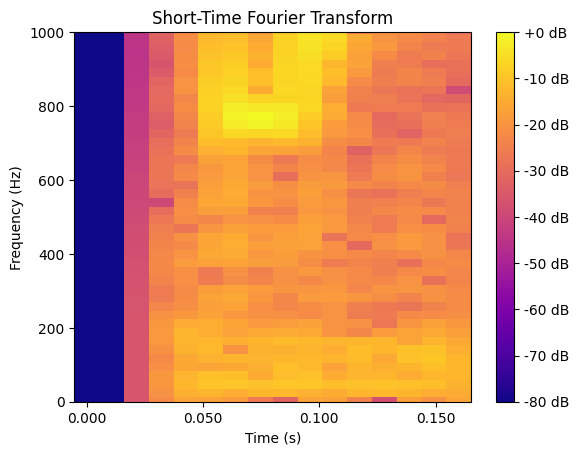 Short-Time Fourier Transform
Frequency (Hz)
1000
800
600
400
200
0
0.000
0.050
0.100
0.150
Time (s)
+0 dB
-10 dB
-20 dB
-30 dB
-40 dB
-50 dB
-60 dB
-70 dB
-80 dB